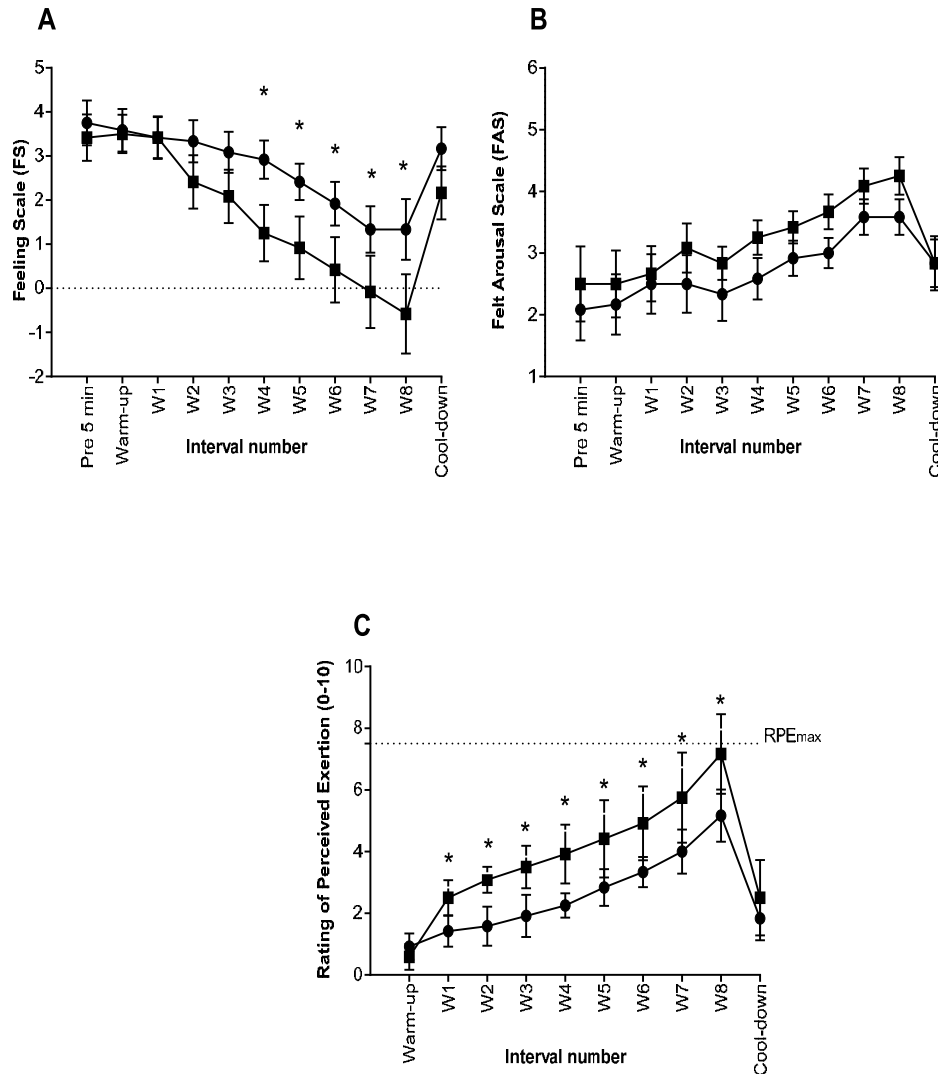 A
Feeling Scale (FS)
5
4
3
2
1
0
-1
-2
* * * * *
Pre 5 min
Warm-up
W1
W2
W3
W4
W5
W6
W7
W8
Cool-down
Interval number
B
Felt Arousal Scale (FAS)
6
5
4
3
2
1
Pre 5 min
Warm-up
W1
W2
W3
W4
W5
W6
W7
W8
Cool-down
Interval number
C
Rating of Perceived Exertion (0-10)
10
8
6
4
2
0
* * * * * * * *
RPEmax
Warm-up
W1
W2
W3
W4
W5
W6
W7
W8
Cool-down
Interval number